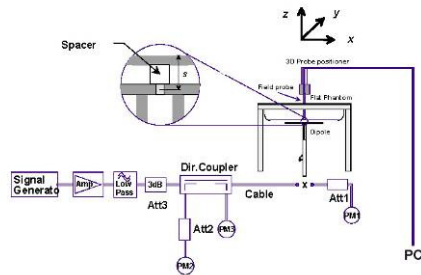 z
y
x
Spacer
s
3D Probe positioner
Field probe
Flat Phantom
Dipole
Signal
Generato
Amp
Low
Pass
3dB
Att3
Dir.Coupler
Cable
x
Att1
Att2
PM3
PM1
PM2
PC